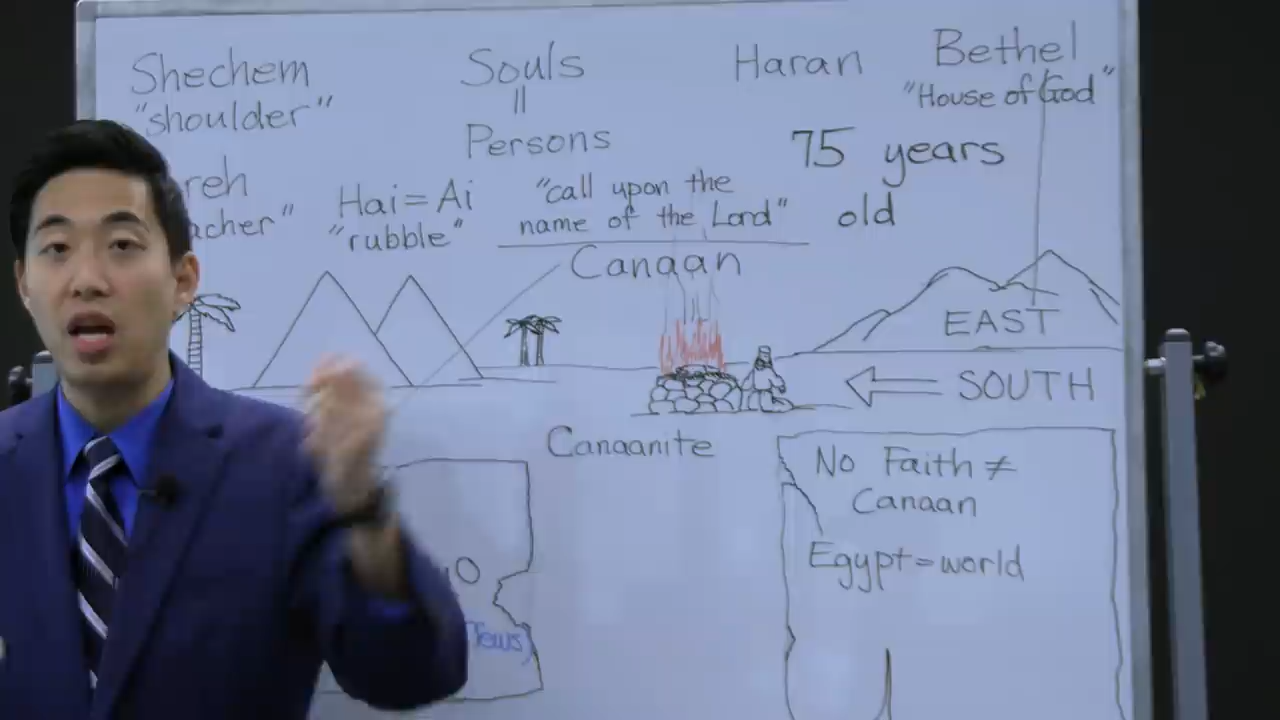 Shechem
"shoulder"
Souls
=
Persons
Haran
Bethel
"House of God"
75 years
old
Hai = Ai
"rubble"
"call upon the
name of the Lord"
Canaan
EAST
SOUTH
Canaanite
No Faith ≠
Canaan
Egypt = world